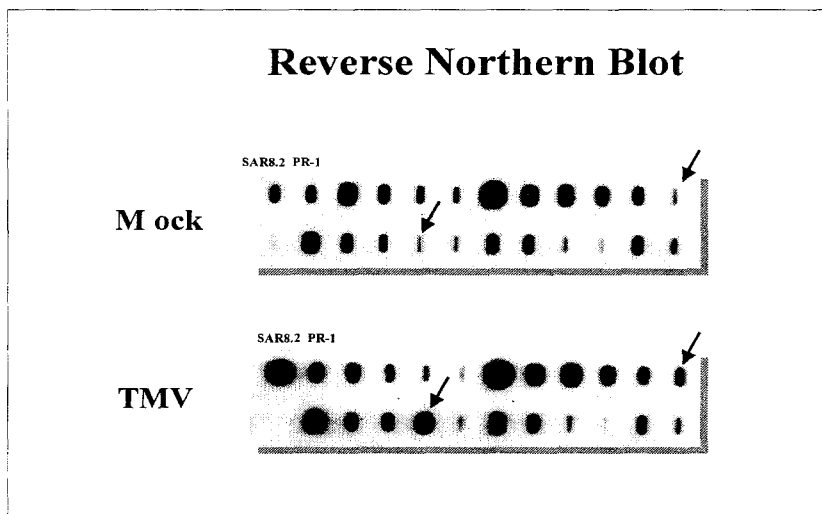 Reverse Northern Blot
SAR8.2 PR-1
M ock
SAR8.2 PR-1
TMV